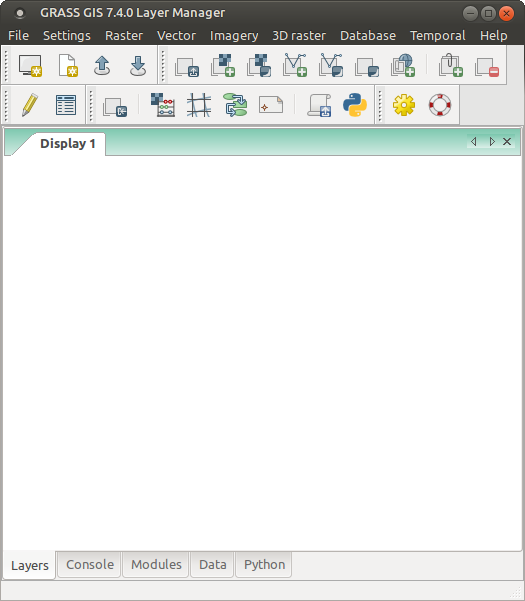 GRASS GIS 7.4.0 Layer Manager
File Settings Raster Vector Imagery 3D raster Database Temporal Help
Display 1
Layers Console Modules Data Python